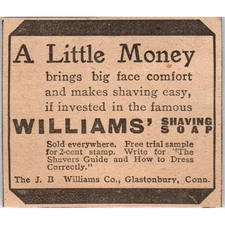 A Little Money
brings big face comfort
and makes shaving easy,
if invested in the famous
WILLIAMS' SHAVING SOAP
Sold everywhere. Free trial sample
for 2-cent stamp. Write for "The
Shavers Guide and How to Dress
Correctly."
The J. B. Williams Co., Glastonbury, Conn.